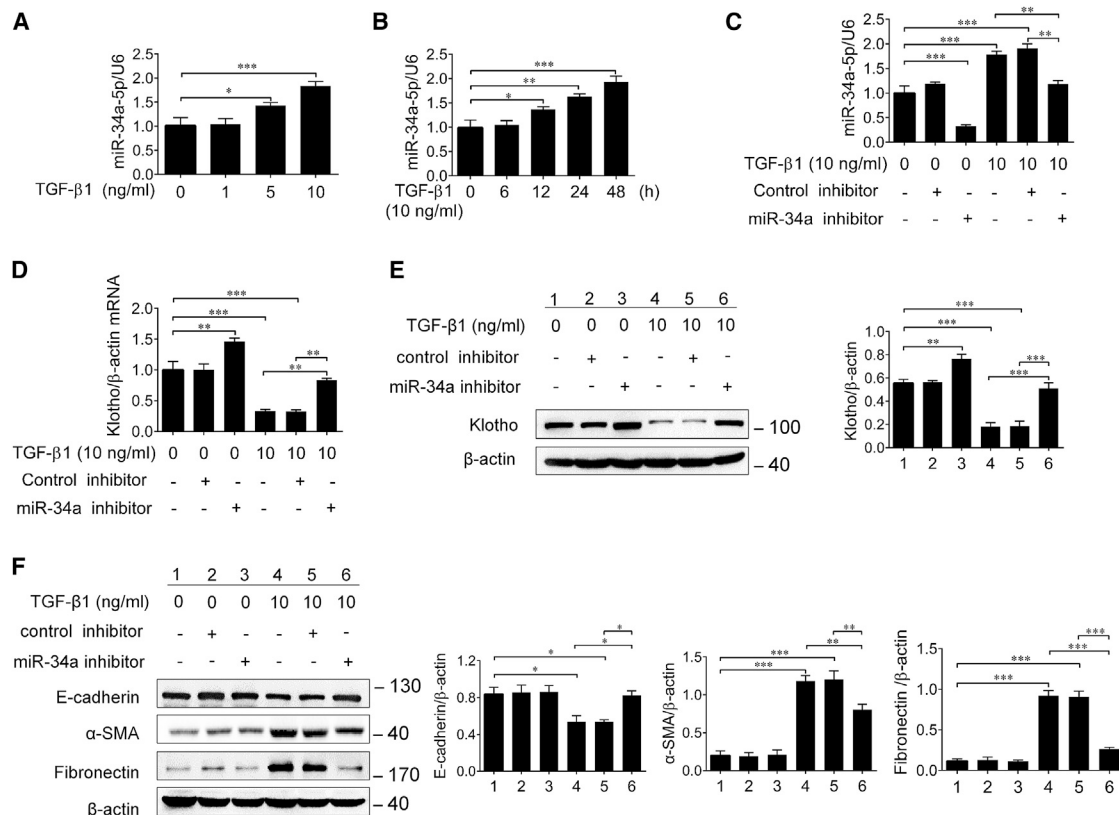 A
miR-34a-5p/U6
2.5
2.0
1.5
1.0
0.5
0.0
***
*
TGF-β1 (ng/ml) 0 1 5 10
B
miR-34a-5p/U6
2.5
2.0
1.5
1.0
0.5
0.0
***
**
*
TGF-β1 0 6 12 24 48 (h)
(10 ng/ml)
C
miR-34a-5p/U6
2.5
2.0
1.5
1.0
0.5
0.0
**
***
***
**
***
TGF-β1 (10 ng/ml) 0 0 0 10 10 10
Control inhibitor - + - - + -
miR-34a inhibitor - - + - - +
D
Klotho/β-actin mRNA
2.0
1.5
1.0
0.5
0.0
***
***
**
**
**
TGF-β1 (10 ng/ml) 0 0 0 10 10 10
Control inhibitor - + - - + -
miR-34a inhibitor - - + - - +
E
1 2 3 4 5 6
TGF-β1 (ng/ml) 0 0 0 10 10 10
control inhibitor - + - - + -
miR-34a inhibitor - - + - - +
Klotho – 100
β-actin – 40
Klotho/β-actin
1.0
0.8
0.6
0.4
0.2
0.0
***
***
**
***
***
1 2 3 4 5 6
F
1 2 3 4 5 6
TGF-β1 (ng/ml) 0 0 0 10 10 10
control inhibitor - + - - + -
miR-34a inhibitor - - + - - +
E-cadherin – 130
α-SMA – 40
Fibronectin – 170
β-actin – 40
E-cadherin/β-actin
1.2
0.9
0.6
0.3
0.0
*
*
*
*
1 2 3 4 5 6
α-SMA/β-actin
1.5
1.0
0.5
0.0
**
**
***
***
1 2 3 4 5 6
Fibronectin /β-actin
1.5
1.0
0.5
0.0
***
***
***
***
1 2 3 4 5 6